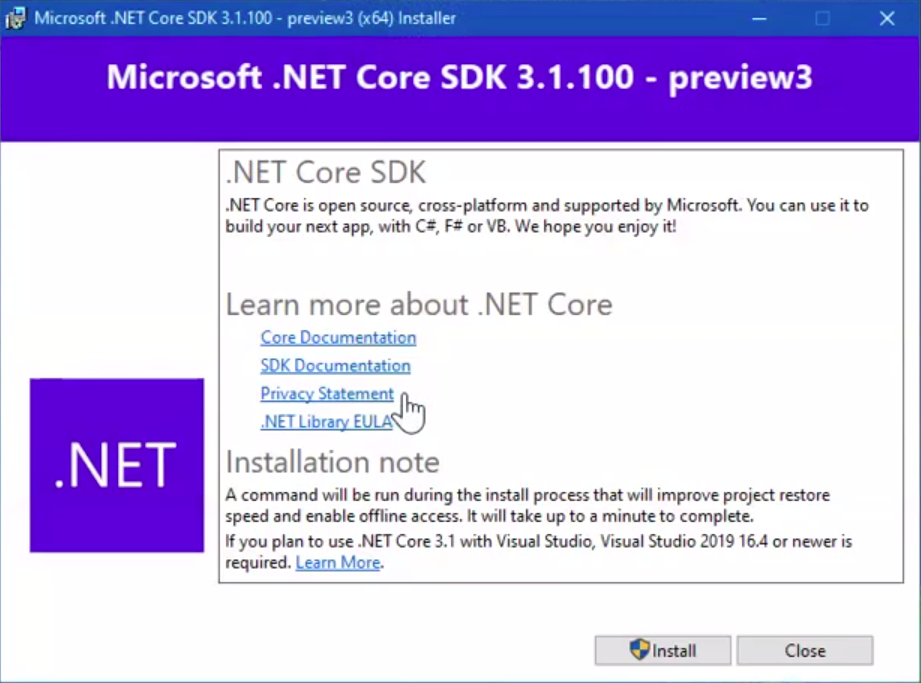 Microsoft .NET Core SDK 3.1.100 - preview3 (x64) Installer
Microsoft .NET Core SDK 3.1.100 - preview3
.NET Core SDK
.NET Core is open source, cross-platform and supported by Microsoft. You can use it to
build your next app, with C#, F# or VB. We hope you enjoy it!
Learn more about .NET Core
Core Documentation
SDK Documentation
Privacy Statement
.NET Library EULA
.NET
Installation note
A command will be run during the install process that will improve project restore
speed and enable offline access. It will take up to a minute to complete.
If you plan to use .NET Core 3.1 with Visual Studio, Visual Studio 2019 16.4 or newer is
required. Learn More.
Install
Close